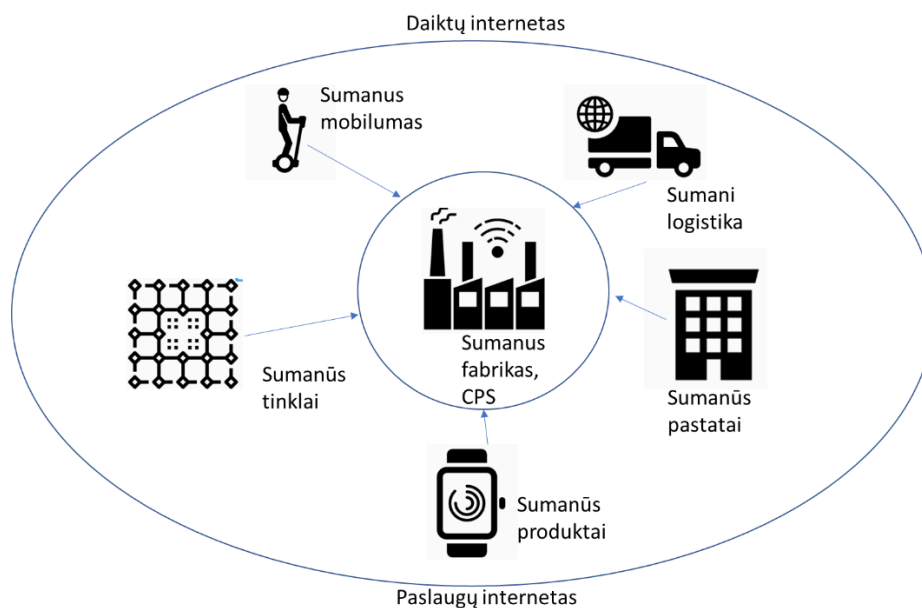 Daiktų internetas
Sumanus
mobilumas
Sumani
logistika
Sumanus
fabrikas,
CPS
Sumanūs
tinklai
Sumanūs
pastatai
Sumanūs
produktai
Paslaugų internetas